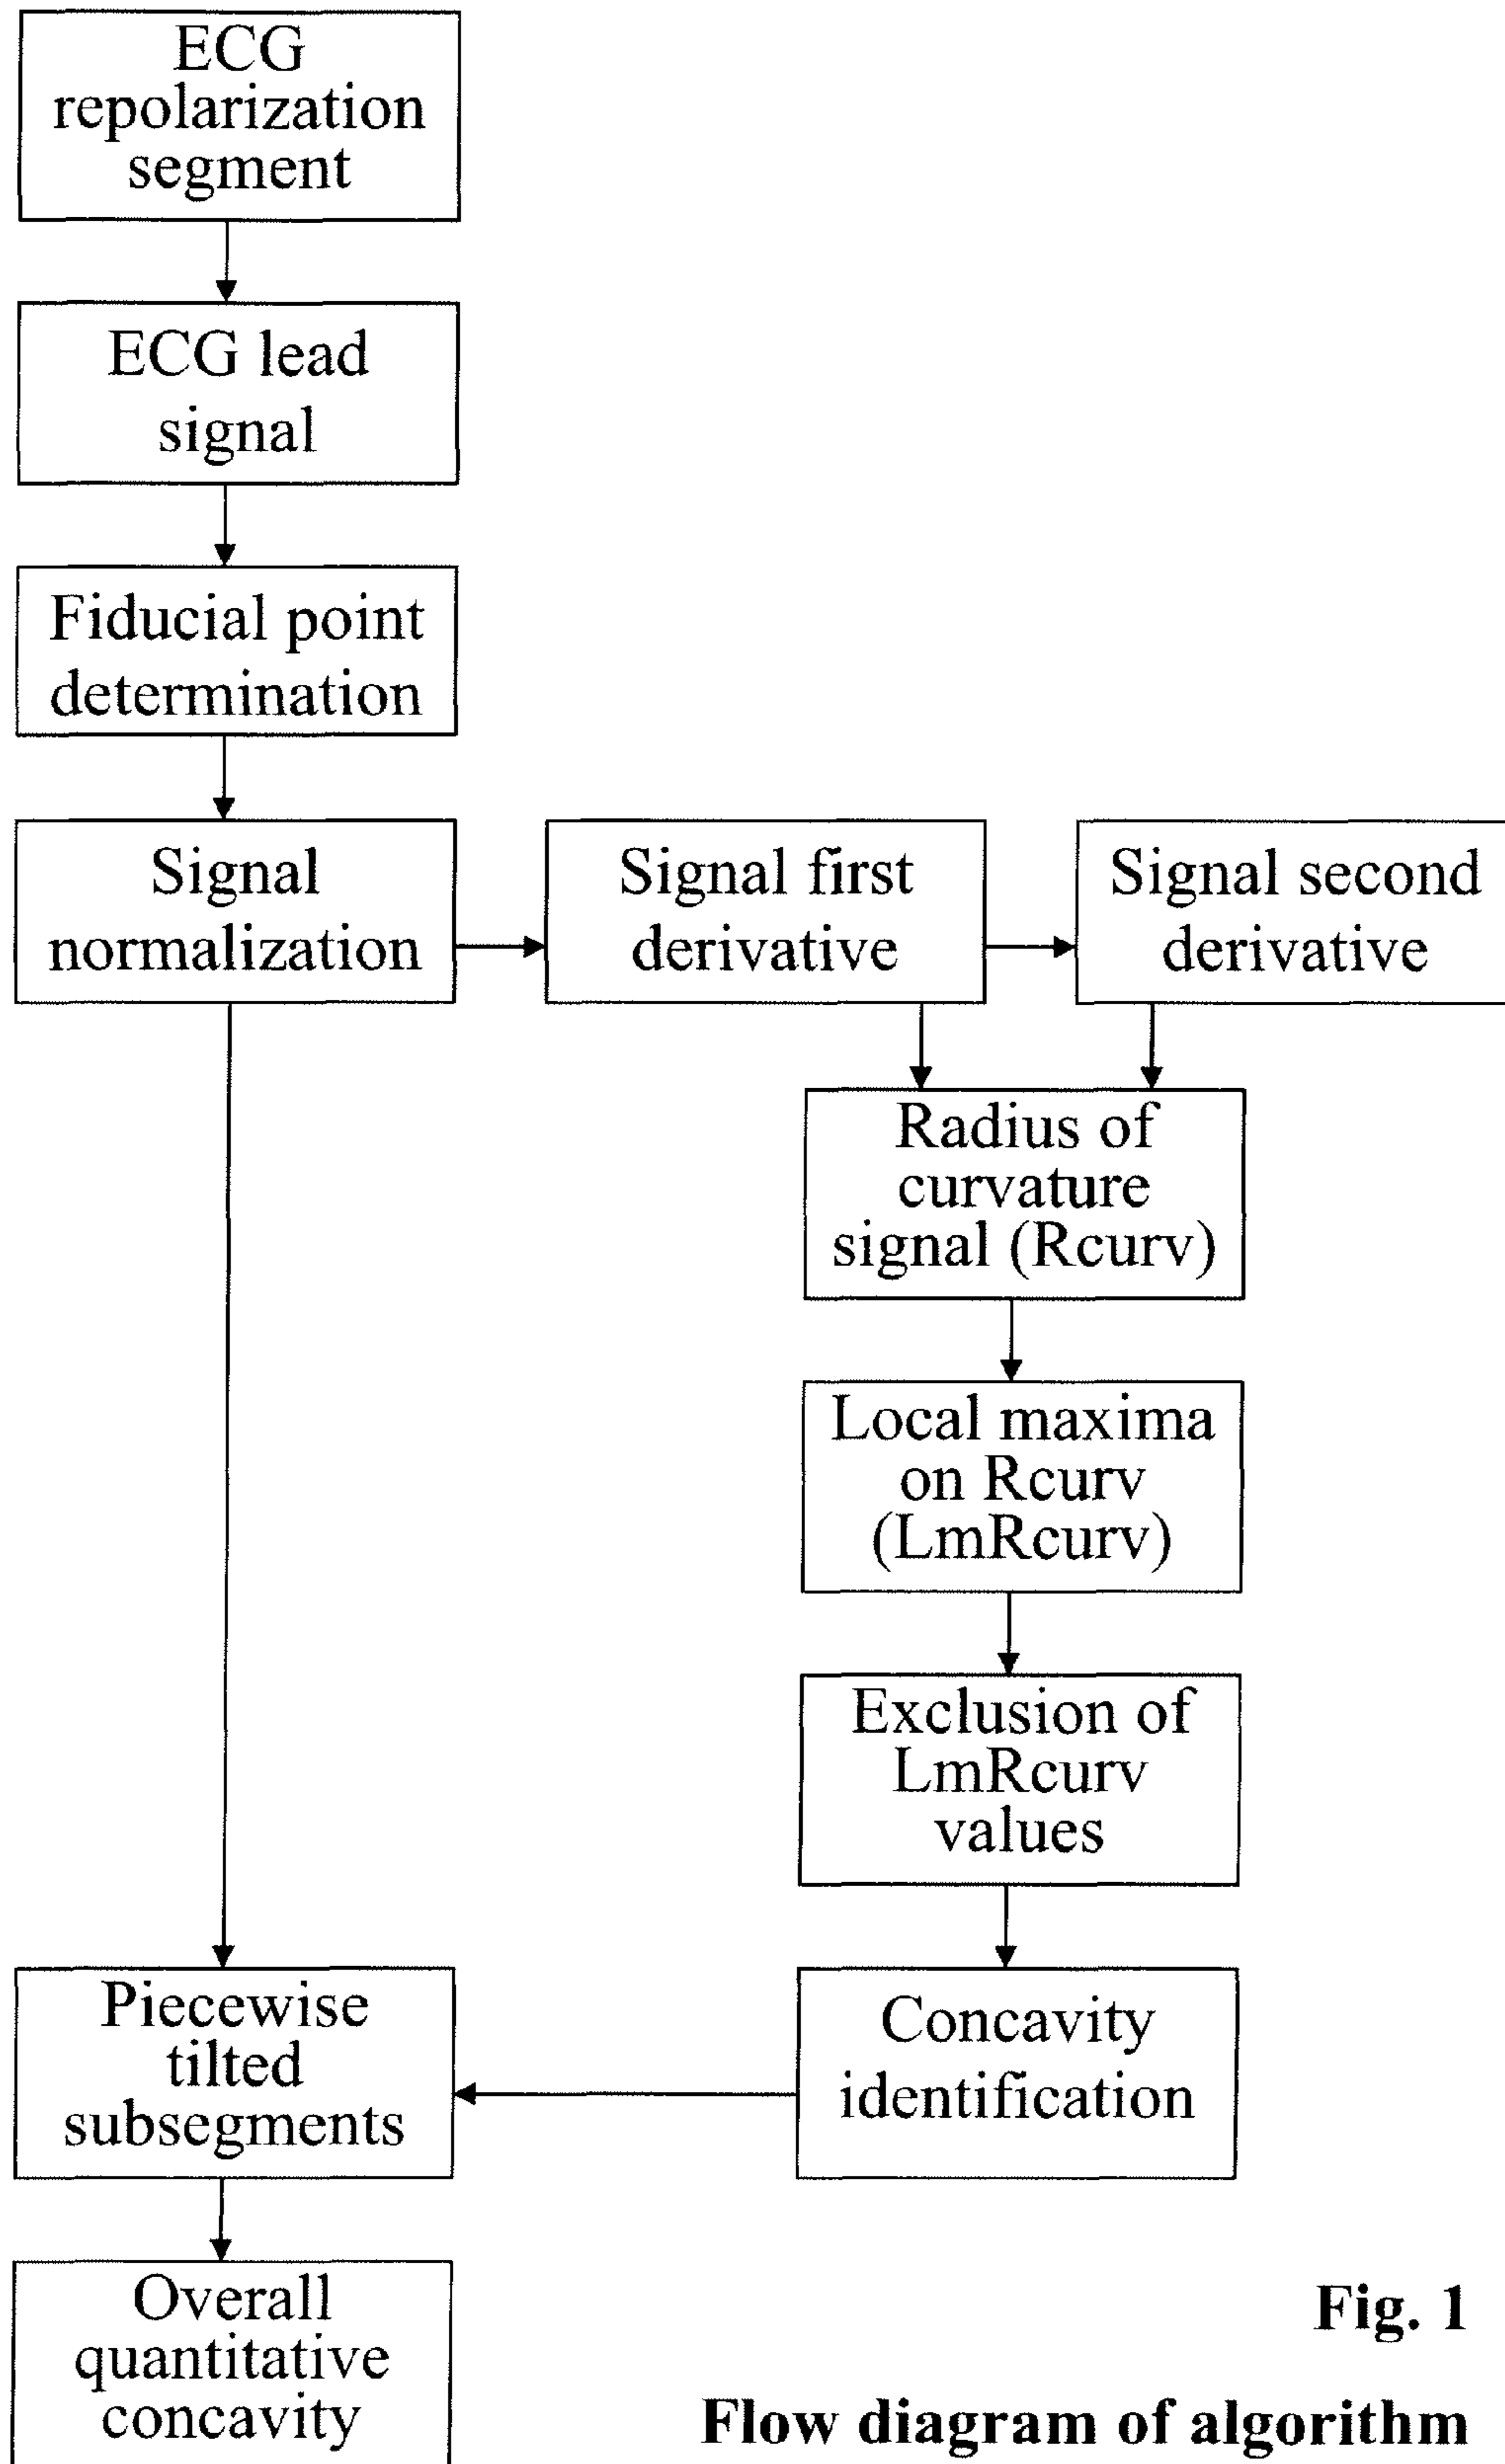 ECG
repolarization
segment
ECG lead
signal
Fiducial point
determination
Signal
normalization
Signal first
derivative
Signal second
derivative
Radius of
curvature
signal (Rcurv)
Local maxima
on Rcurv
(LmRcurv)
Exclusion of
LmRcurv
values
Concavity
identification
Piecewise
tilted
subsegments
Overall
quantitative
concavity
Fig. 1
Flow diagram of algorithm